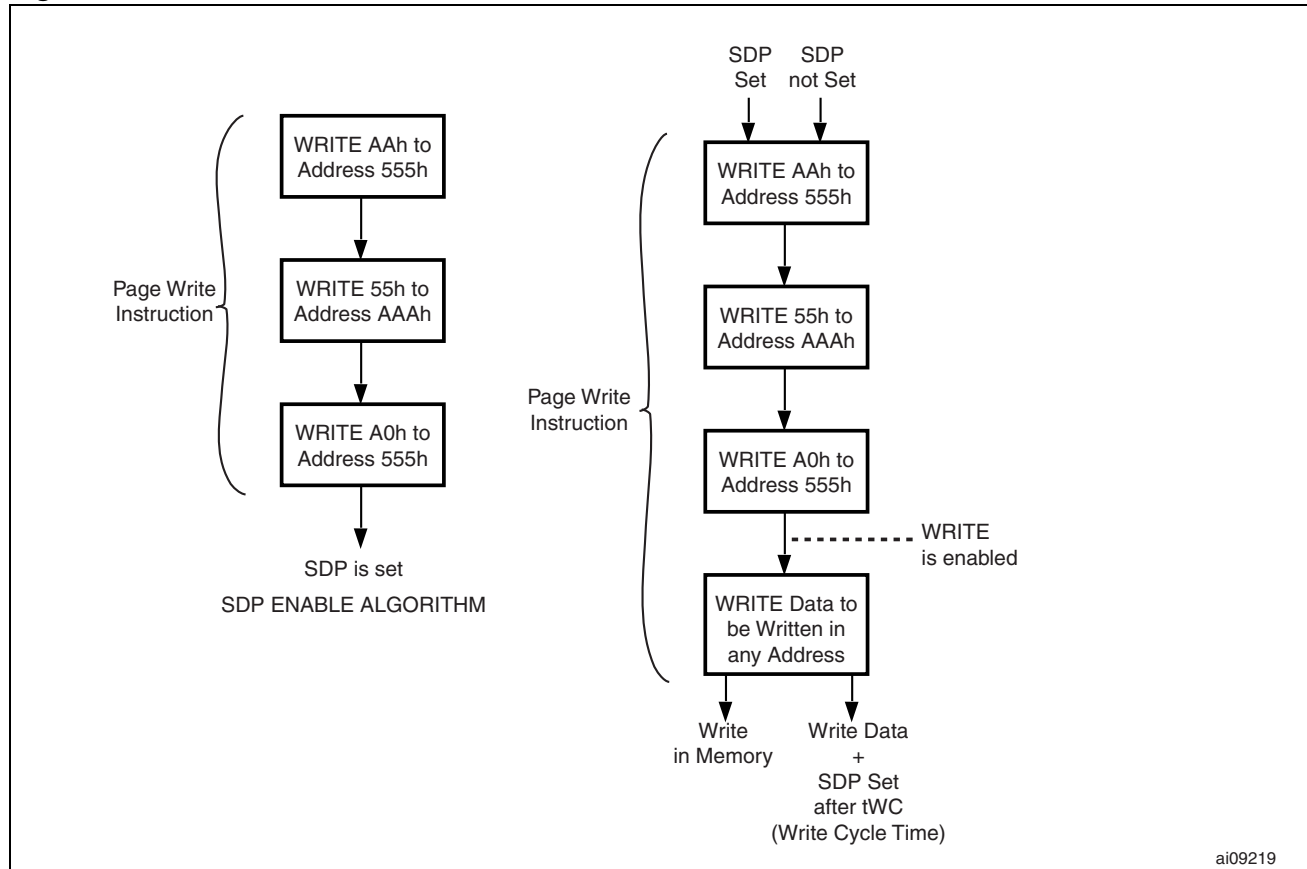 WRITE AAh to
Address 555h
Page Write
Instruction
WRITE 55h to
Address AAAh
WRITE A0h to
Address 555h
SDP is set
SDP ENABLE ALGORITHM
SDP
Set
SDP
not Set
WRITE AAh to
Address 555h
WRITE 55h to
Address AAAh
Page Write
Instruction
WRITE A0h to
Address 555h
WRITE
is enabled
WRITE Data to
be Written in
any Address
Write
in Memory
Write Data
+
SDP Set
after tWC
(Write Cycle Time)
ai09219